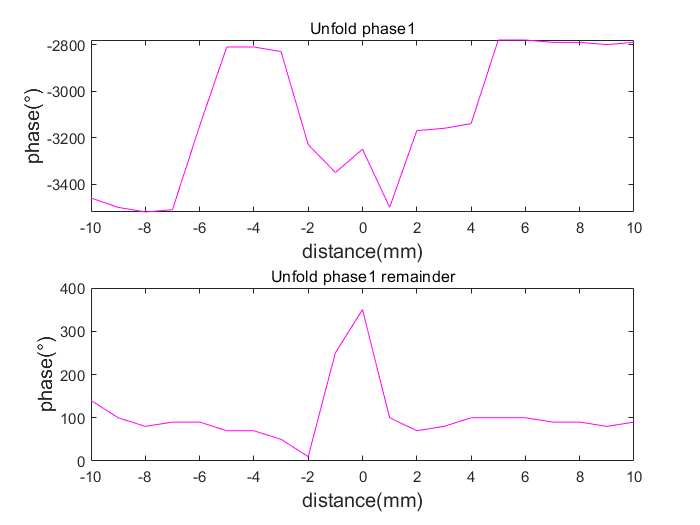 Unfold phase1
-2800
-3000
-3200
-3400
phase(°)
-10 -8 -6 -4 -2 0 2 4 6 8 10
distance(mm)
Unfold phase1 remainder
400
300
200
100
0
phase(°)
-10 -8 -6 -4 -2 0 2 4 6 8 10
distance(mm)